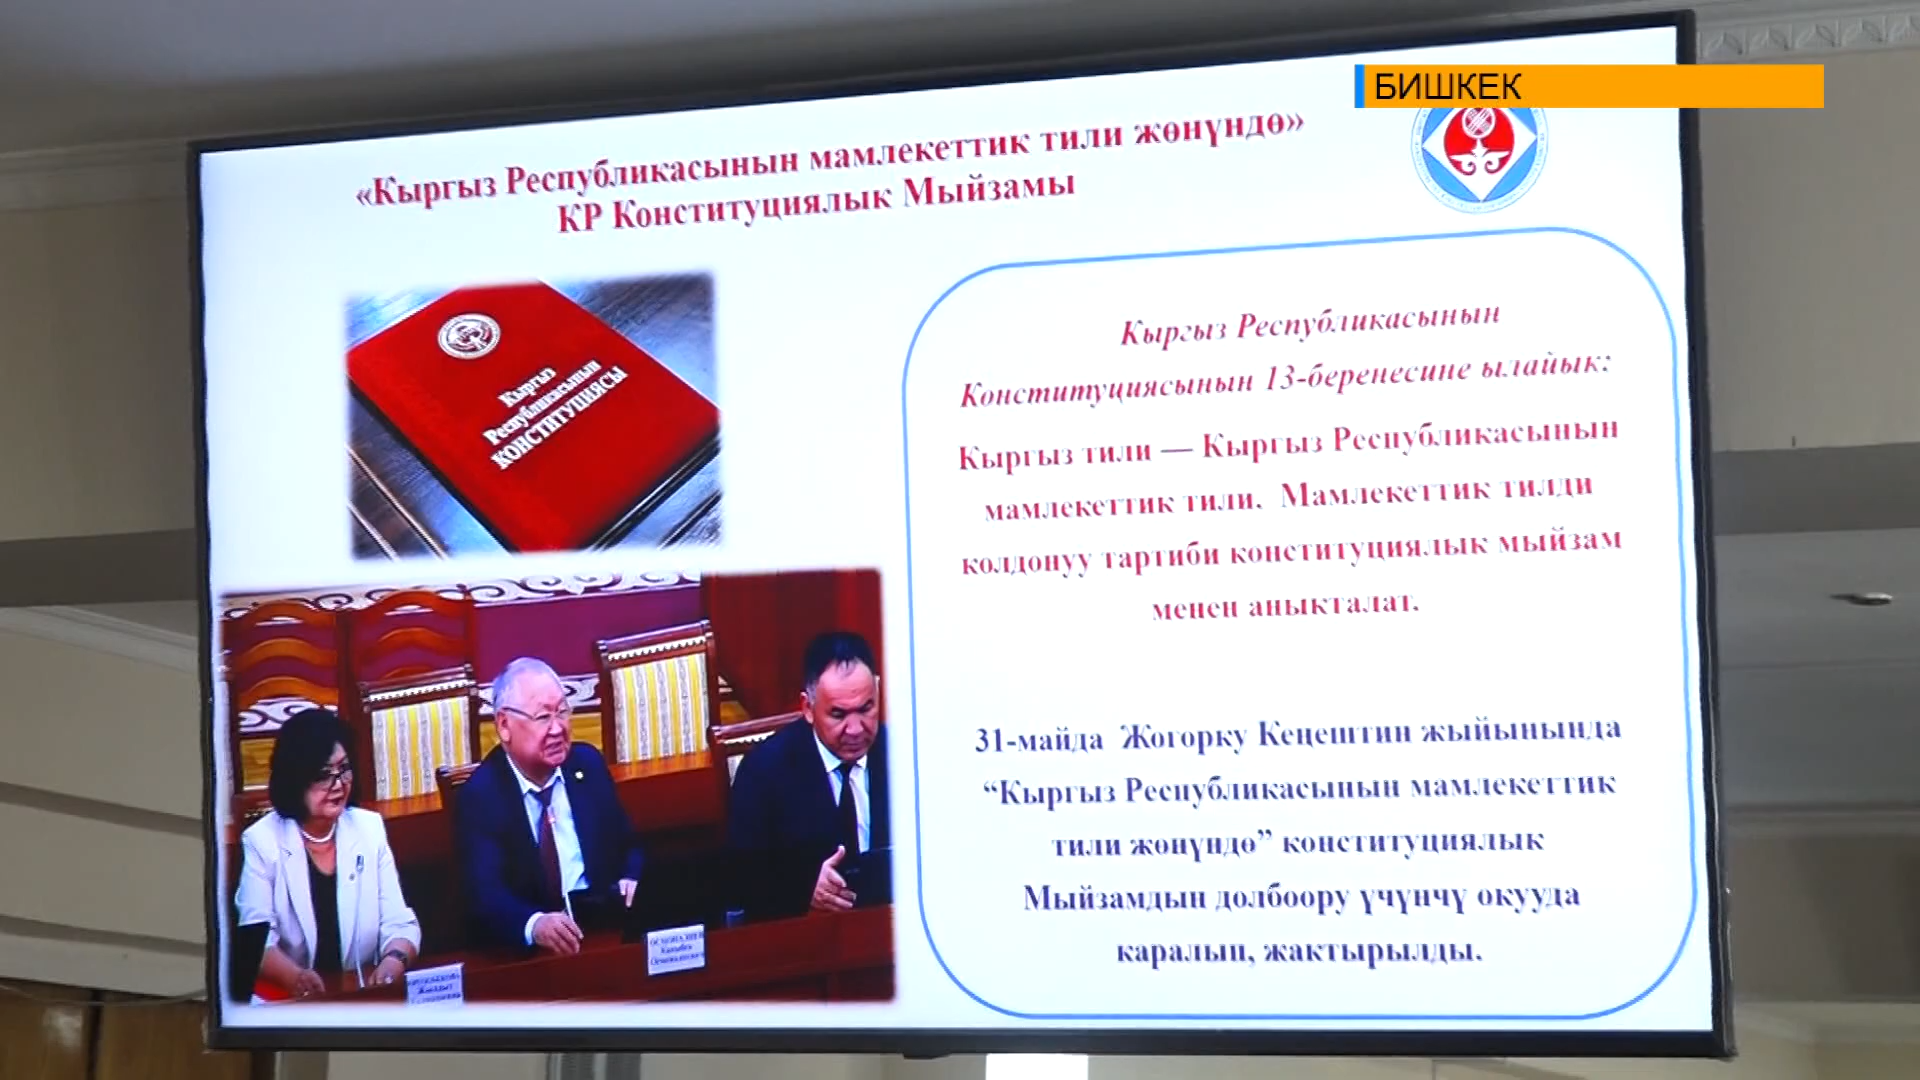 БИШКЕК
«Кыргыз Республикасынын мамлекеттик тили жөнүндө»
КР Конституциялык Мыйзамы
Кыргыз
Республикасынын
КОНСТИТУЦИЯСЫ
Кыргыз Республикасынын
Конституциясынын 13-беренесине ылайык:
Кыргыз тили — Кыргыз Республикасынын
мамлекеттик тили. Мамлекеттик тилди
колдонуу тартиби конституциялык мыйзам
менен аныкталат.
31-майда Жогорку Кеңештин жыйынында
“Кыргыз Республикасынын мамлекеттик
тили жөнүндө” конституциялык
Мыйзамдын долбоору үчүнчү окууда
каралып, жактырылды.